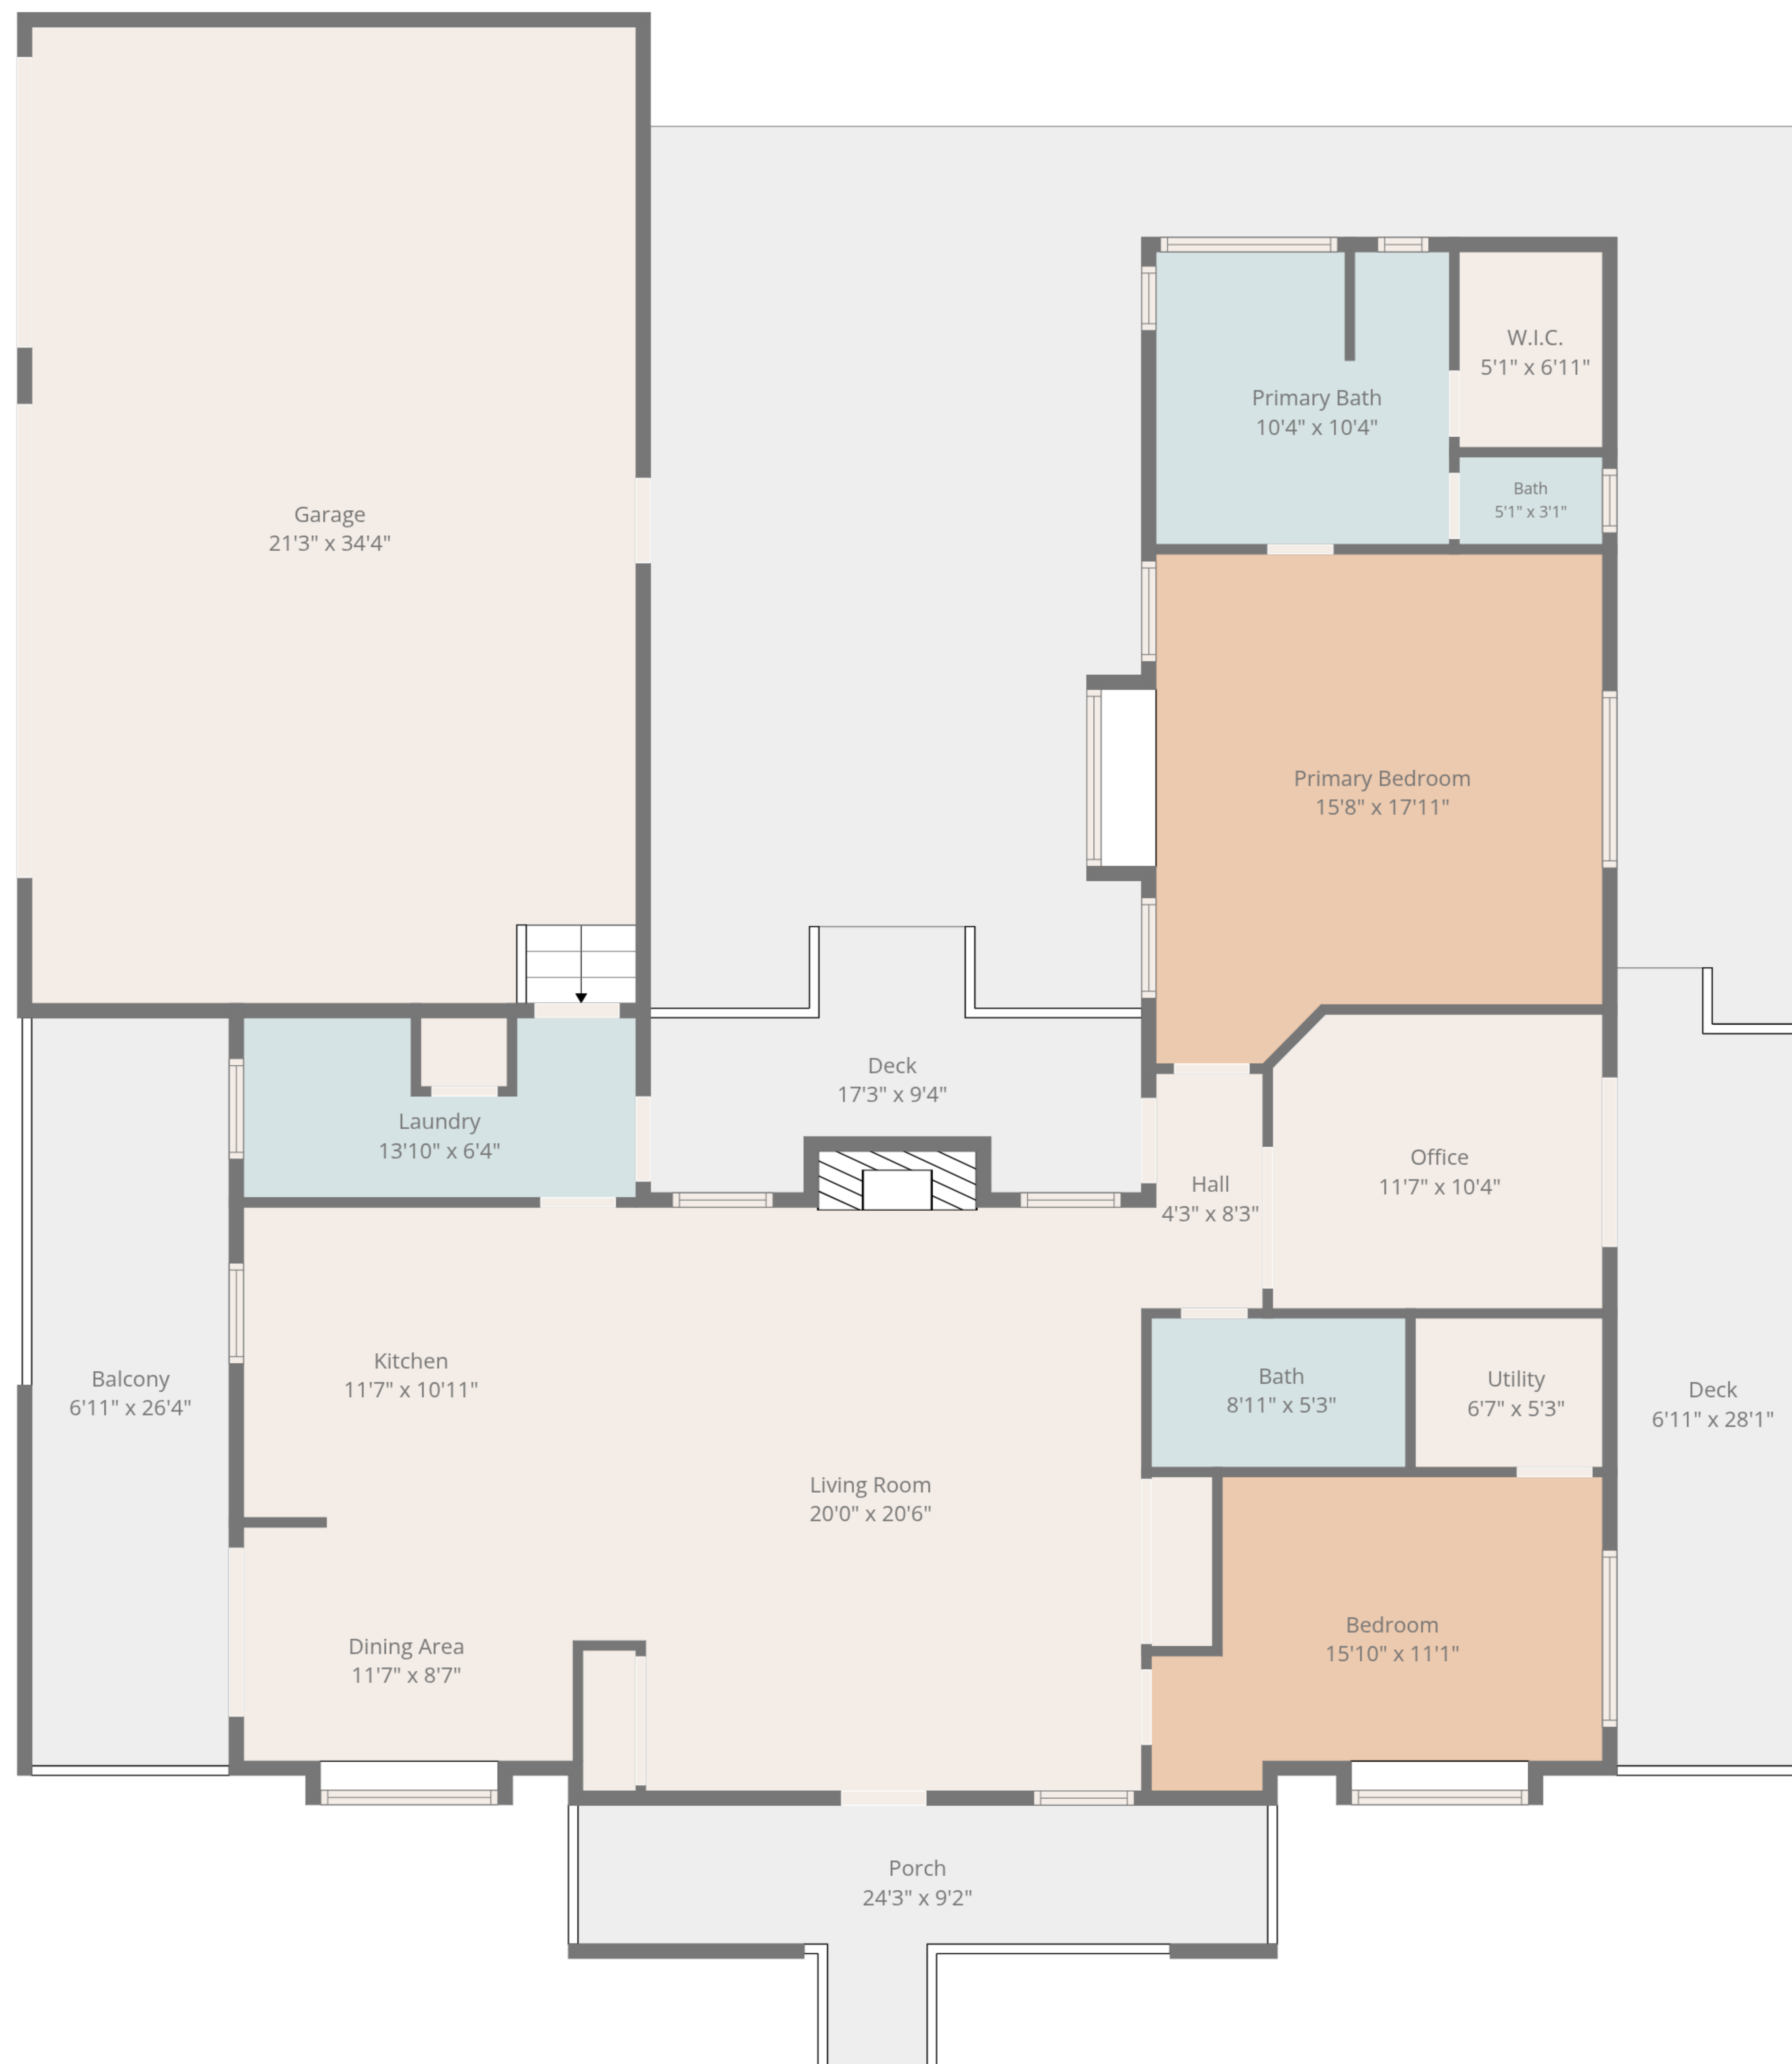 W.I.C.
5'1" x 6'11"
Primary Bath
10'4" x 10'4"
Bath
5'1" x 3'1"
Garage
21'3" x 34'4"
Primary Bedroom
15'8" x 17'11"
Deck
17'3" x 9'4"
Laundry
13'10" x 6'4"
Office
11'7" x 10'4"
Hall
4'3" x 8'3"
Kitchen
11'7" x 10'11"
Balcony
6'11" x 26'4"
Bath
8'11" x 5'3"
Utility
6'7" x 5'3"
Deck
6'11" x 28'1"
Living Room
20'0" x 20'6"
Dining Area
11'7" x 8'7"
Bedroom
15'10" x 11'1"
Porch
24'3" x 9'2"